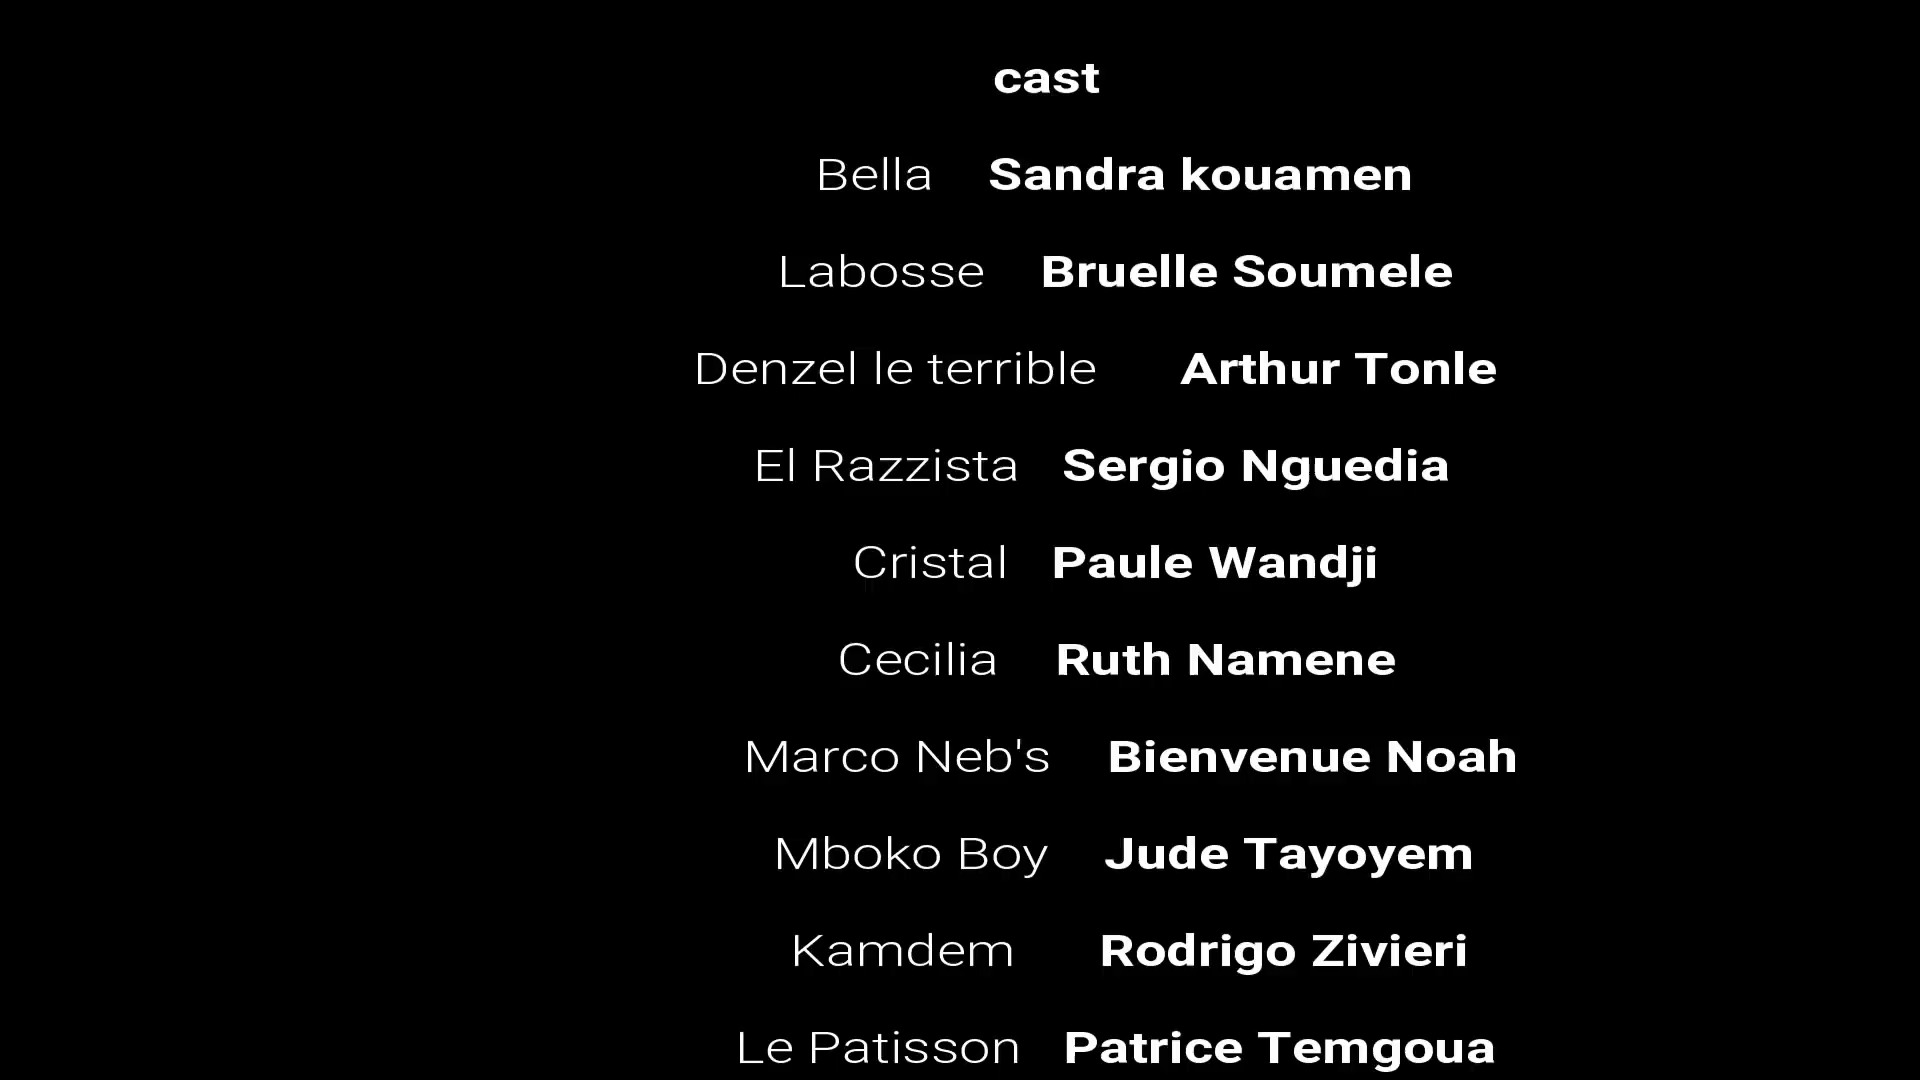 cast
Bella Sandra kouamen
Labosse Bruelle Soumele
Denzel le terrible Arthur Tonle
El Razzista Sergio Nguedia
Cristal Paule Wandji
Cecilia Ruth Namene
Marco Neb's Bienvenue Noah
Mboko Boy Jude Tayoyem
Kamdem Rodrigo Zivieri
Le Patisson Patrice Temgoua